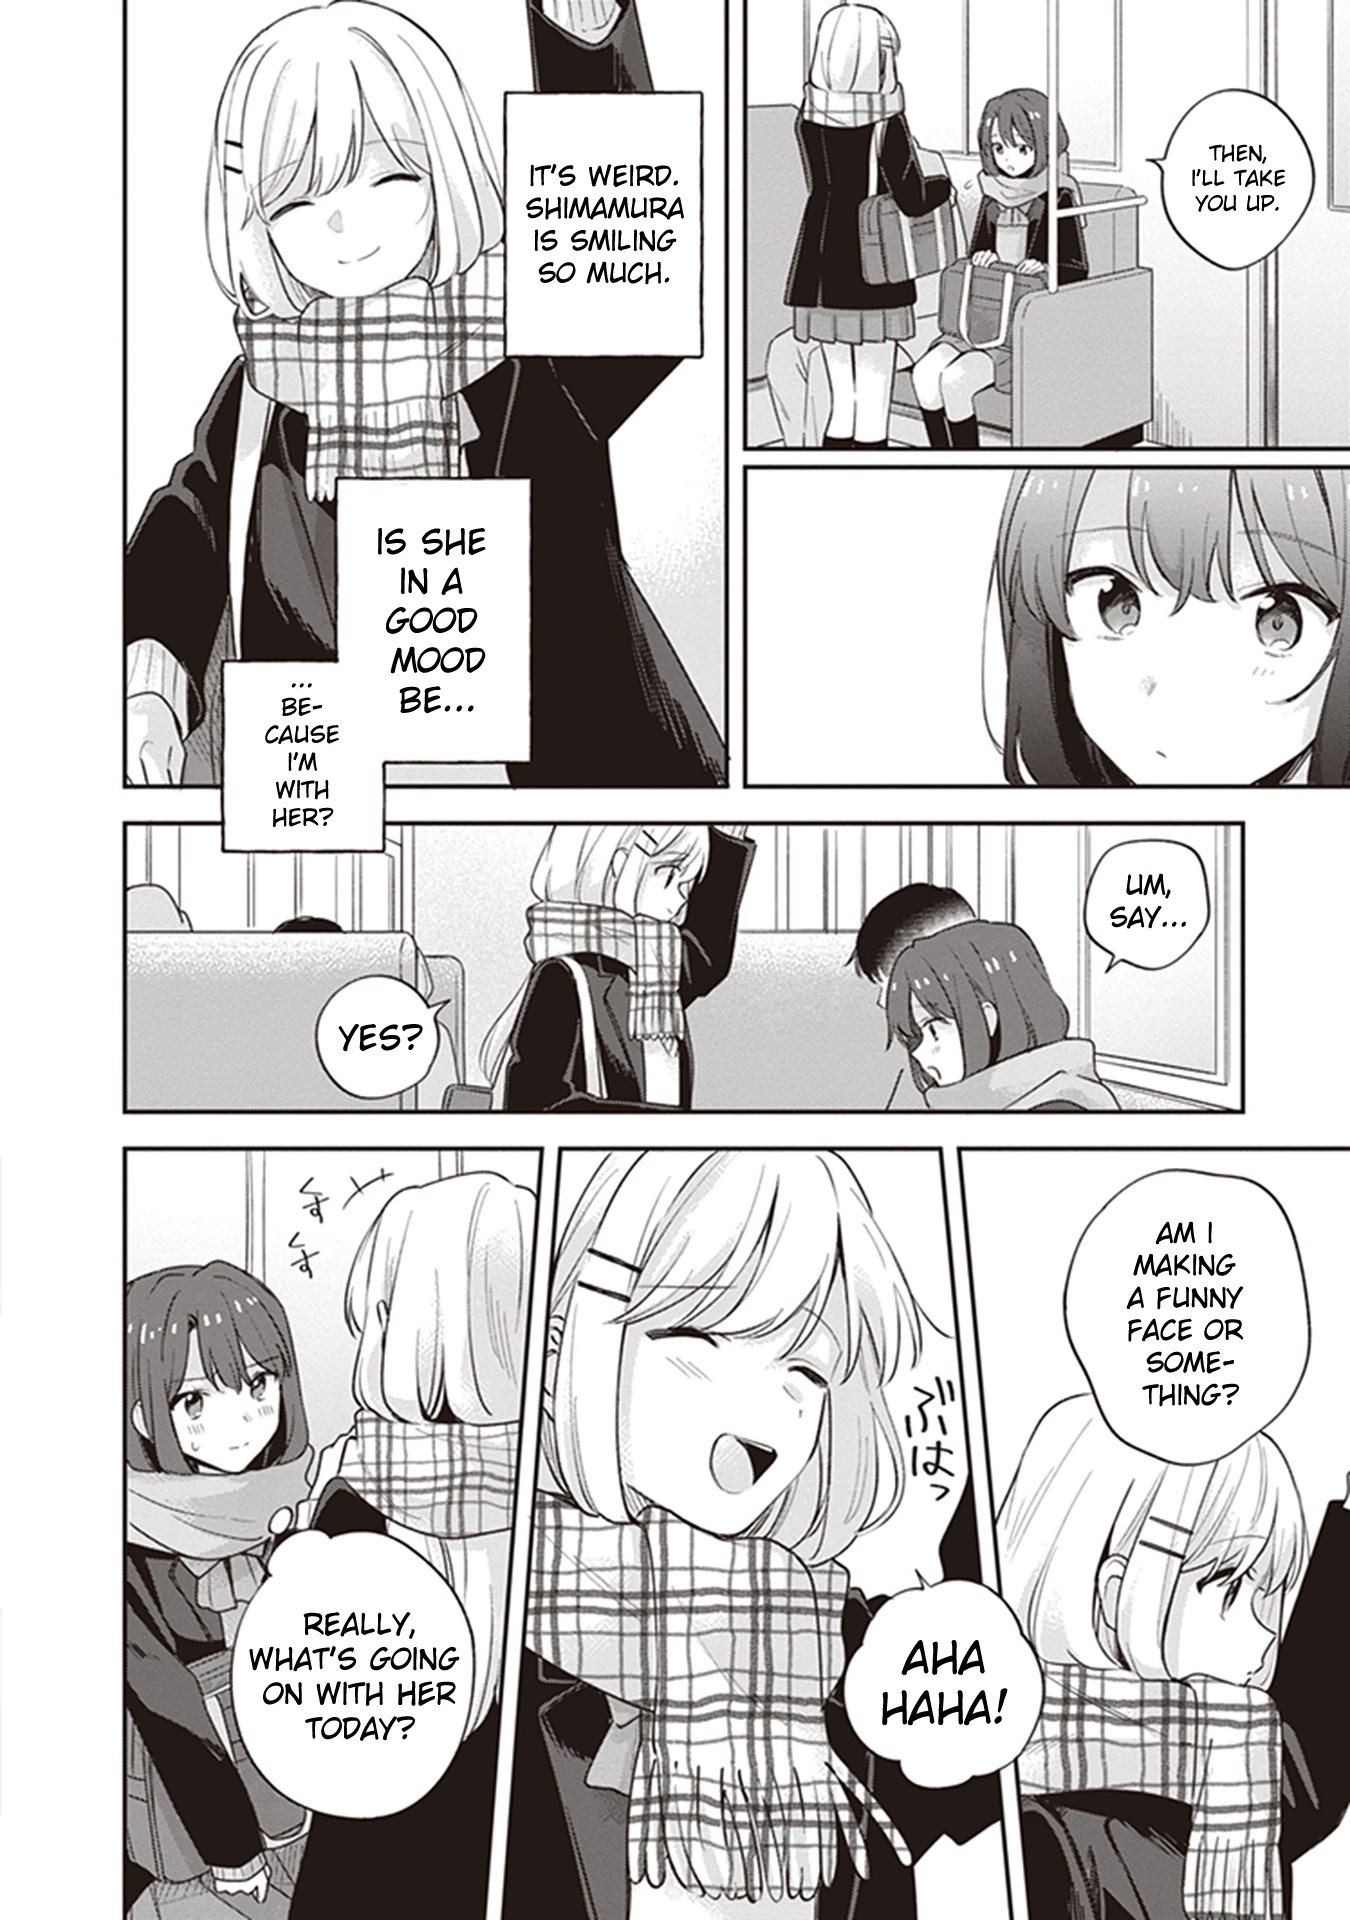 THEN,
I'LL TAKE
YOU UP.
IT'S WEIRD.
SHIMAMURA
IS SMILING
SO MUCH.
IS SHE
IN A
GOOD
MOOD
BE...
...
BE-
CAUSE
I'M
WITH
HER?
UM,
SAY...
YES?
AM I
MAKING
A FUNNY
FACE OR
SOME-
THING?
ぶはっ
AHA
HAHA!
くす
くす
REALLY,
WHAT'S GOING
ON WITH HER
TODAY?